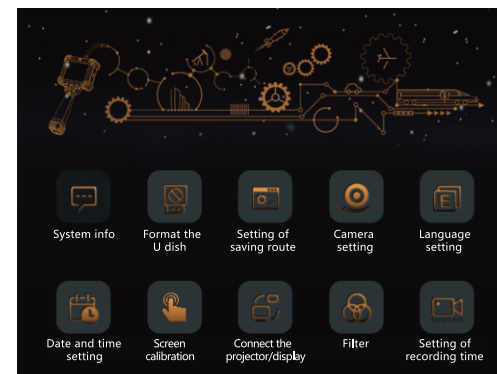 System info
Format the
U dish
Setting of
saving route
Camera
setting
Language
setting
E
Date and time
setting
Screen
calibration
Connect the
projector/display
Filter
Setting of
recording time